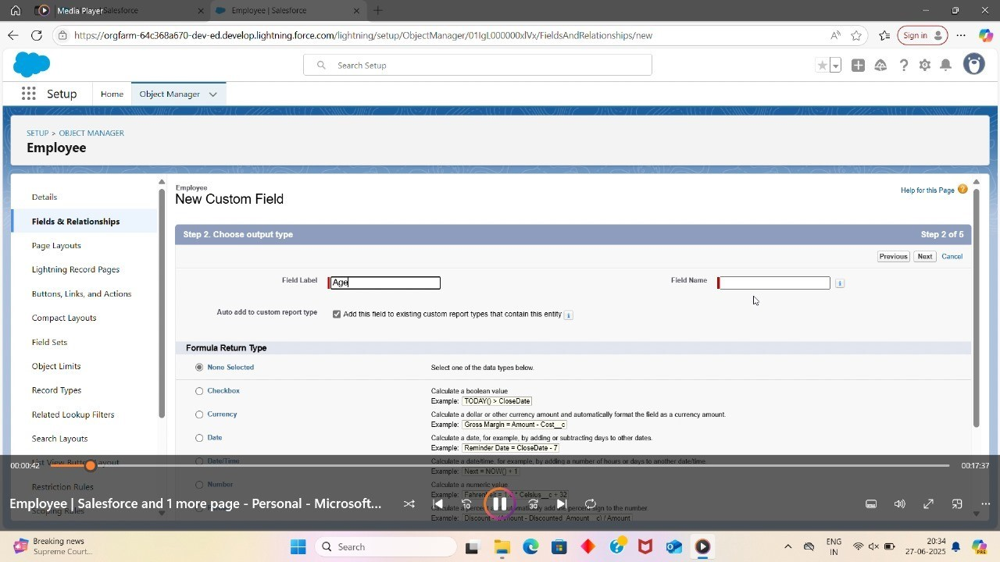 Media Player
Salesforce
Employee | Salesforce
https://orgfarm-64c368a670-dev-ed.develop.lightning.force.com/lightning/setup/ObjectManager/01IgL000000xlVx/FieldsAndRelationships/new
Sign in
Search Setup
Setup
Home
Object Manager
SETUP > OBJECT MANAGER
Employee
Details
Fields & Relationships
Page Layouts
Lightning Record Pages
Buttons, Links, and Actions
Compact Layouts
Field Sets
Object Limits
Record Types
Related Lookup Filters
Search Layouts
List View Button Layout
Restriction Rules
Scoping Rules
Employee
New Custom Field
Help for this Page
Step 2. Choose output type
Step 2 of 5
Previous Next Cancel
Field Label Age
Field Name
Auto add to custom report type Add this field to existing custom report types that contain this entity
Formula Return Type
None Selected Select one of the data types below.
Checkbox Calculate a boolean value
Example: TODAY() > CloseDate
Currency Calculate a dollar or other currency amount and automatically format the field as a currency amount.
Example: Gross Margin = Amount - Cost__c
Date Calculate a date, for example, by adding or subtracting days to other dates.
Example: Reminder Date = CloseDate - 7
Date/Time Calculate a date/time, for example, by adding a number of hours or days to another date/time.
Example: Next = NOW() + 1
Number Calculate a numeric value.
Example: Fahrenheit = 1.8 * Celsius__c + 32
Calculate a percent and automatically add the percent sign to the number.
Example: Discount = (Amount - Discounted_Amount__c) / Amount
00:00:42
00:17:37
Employee | Salesforce and 1 more page - Personal - Microsoft...
10
30
Breaking news
Supreme Court...
Search
ENG
IN
20:34
27-06-2025
PRE